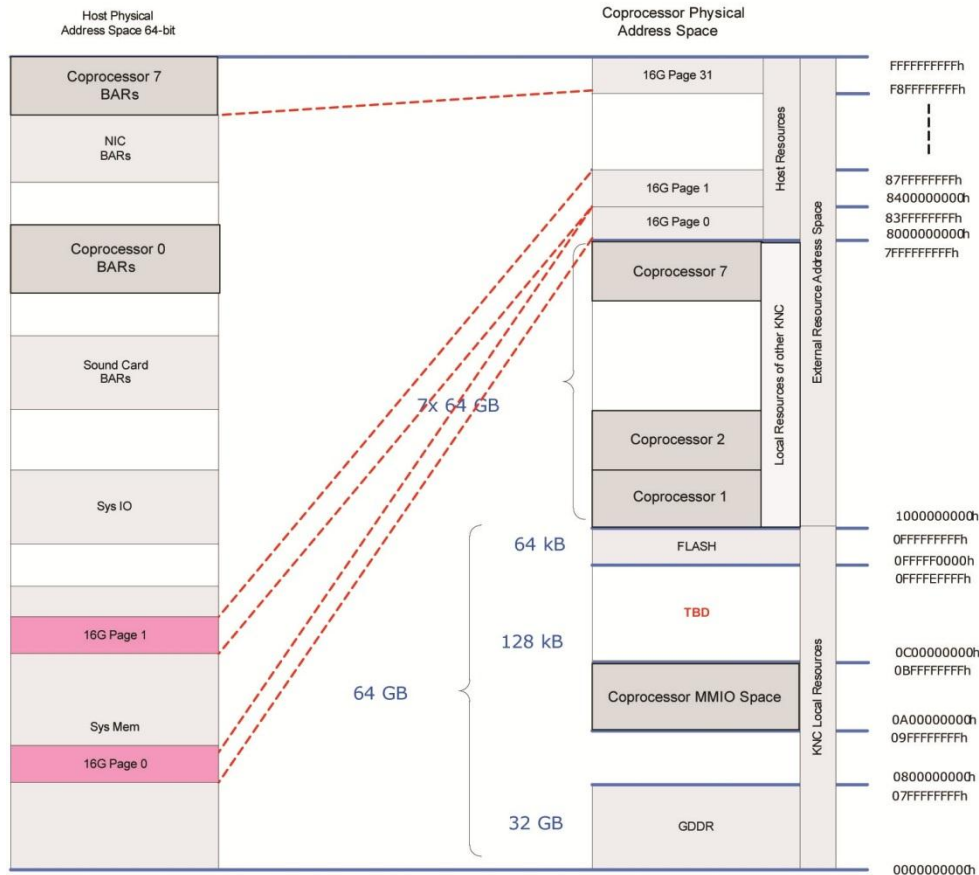 Host Physical
Address Space 64-bit
Coprocessor 7
BARs
NIC
BARs
Coprocessor 0
BARs
Sound Card
BARs
Sys IO
16G Page 1
Sys Mem
16G Page 0
7x 64 GB
64 kB
128 kB
64 GB
32 GB
Coprocessor Physical
Address Space
16G Page 31
16G Page 1
16G Page 0
Coprocessor 7
Coprocessor 2
Coprocessor 1
FLASH
TBD
Coprocessor MMIO Space
GDDR
Host Resources
Local Resources of other KNC
External Resource Address Space
KNC Local Resources
FFFFFFFFFFh
F8FFFFFFFFh
87FFFFFFFFh
8400000000h
83FFFFFFFFh
8000000000h
7FFFFFFFFFh
1000000000h
0FFFFFFFFFh
0FFFFF0000h
0FFFFEFFFFh
0C00000000h
0BFFFFFFFFh
0A00000000h
09FFFFFFFFh
0800000000h
07FFFFFFFFh
0000000000h